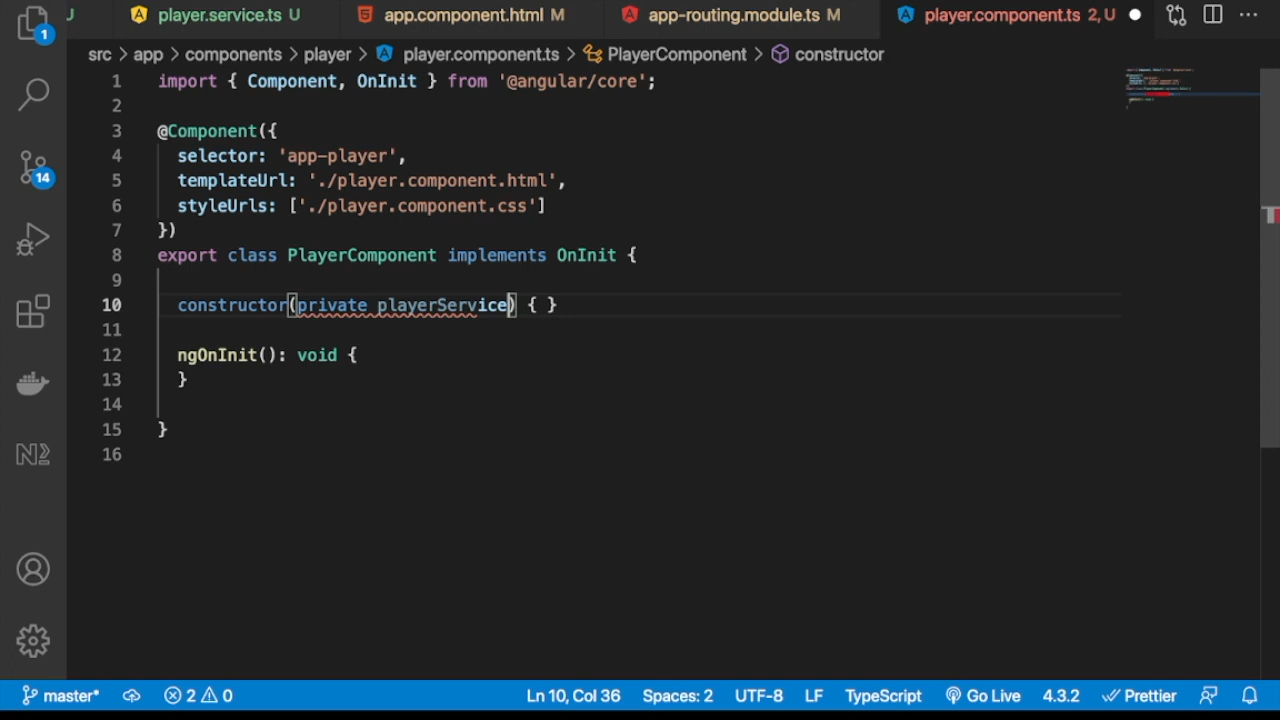 U player.service.ts U app.component.html M app-routing.module.ts M player.component.ts 2, U
src > app > components > player > player.component.ts > PlayerComponent > constructor
1 import { Component, OnInit } from '@angular/core';
2
3 @Component({
4 selector: 'app-player',
5 templateUrl: './player.component.html',
6 styleUrls: ['./player.component.css']
7 })
8 export class PlayerComponent implements OnInit {
9
10 constructor(private playerService) { }
11
12 ngOnInit(): void {
13 }
14
15 }
16
1
14
master* 2 0 Ln 10, Col 36 Spaces: 2 UTF-8 LF TypeScript Go Live 4.3.2 Prettier